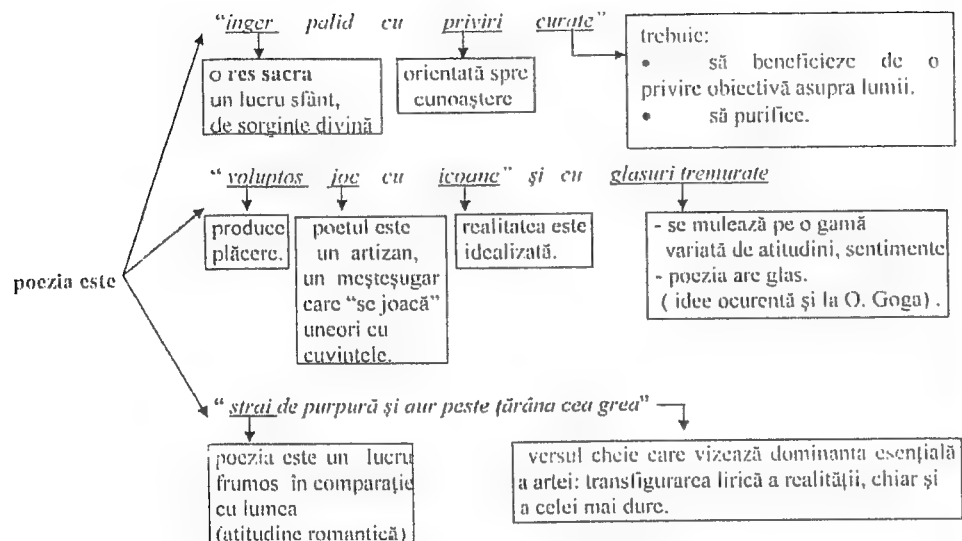 “înger palid cu priviri curate”
o res sacra
un lucru sfânt,
de sorginte divină
orientată spre
cunoaștere
trebuie:
• să beneficieze de o
privire obiectivă asupra lumii.
• să purifice.
“voluptos joc cu icoane” și cu glasuri tremurate
produce
plăcere.
poetul este
un artizan,
un meșteșugar
care “se joacă”
uneori cu
cuvintele.
realitatea este
idealizată.
- se mulează pe o gamă
variată de atitudini, sentimente
- poezia are glas.
( idee ocurentă și la O. Goga) .
poezia este
“ strai de purpură și aur peste țărâna cea grea”
poezia este un lucru
frumos în comparație
cu lumea
(atitudine romantică)
versul cheie care vizează dominanta esențială
a artei: transfigurarea lirică a realității, chiar și
a celei mai dure.